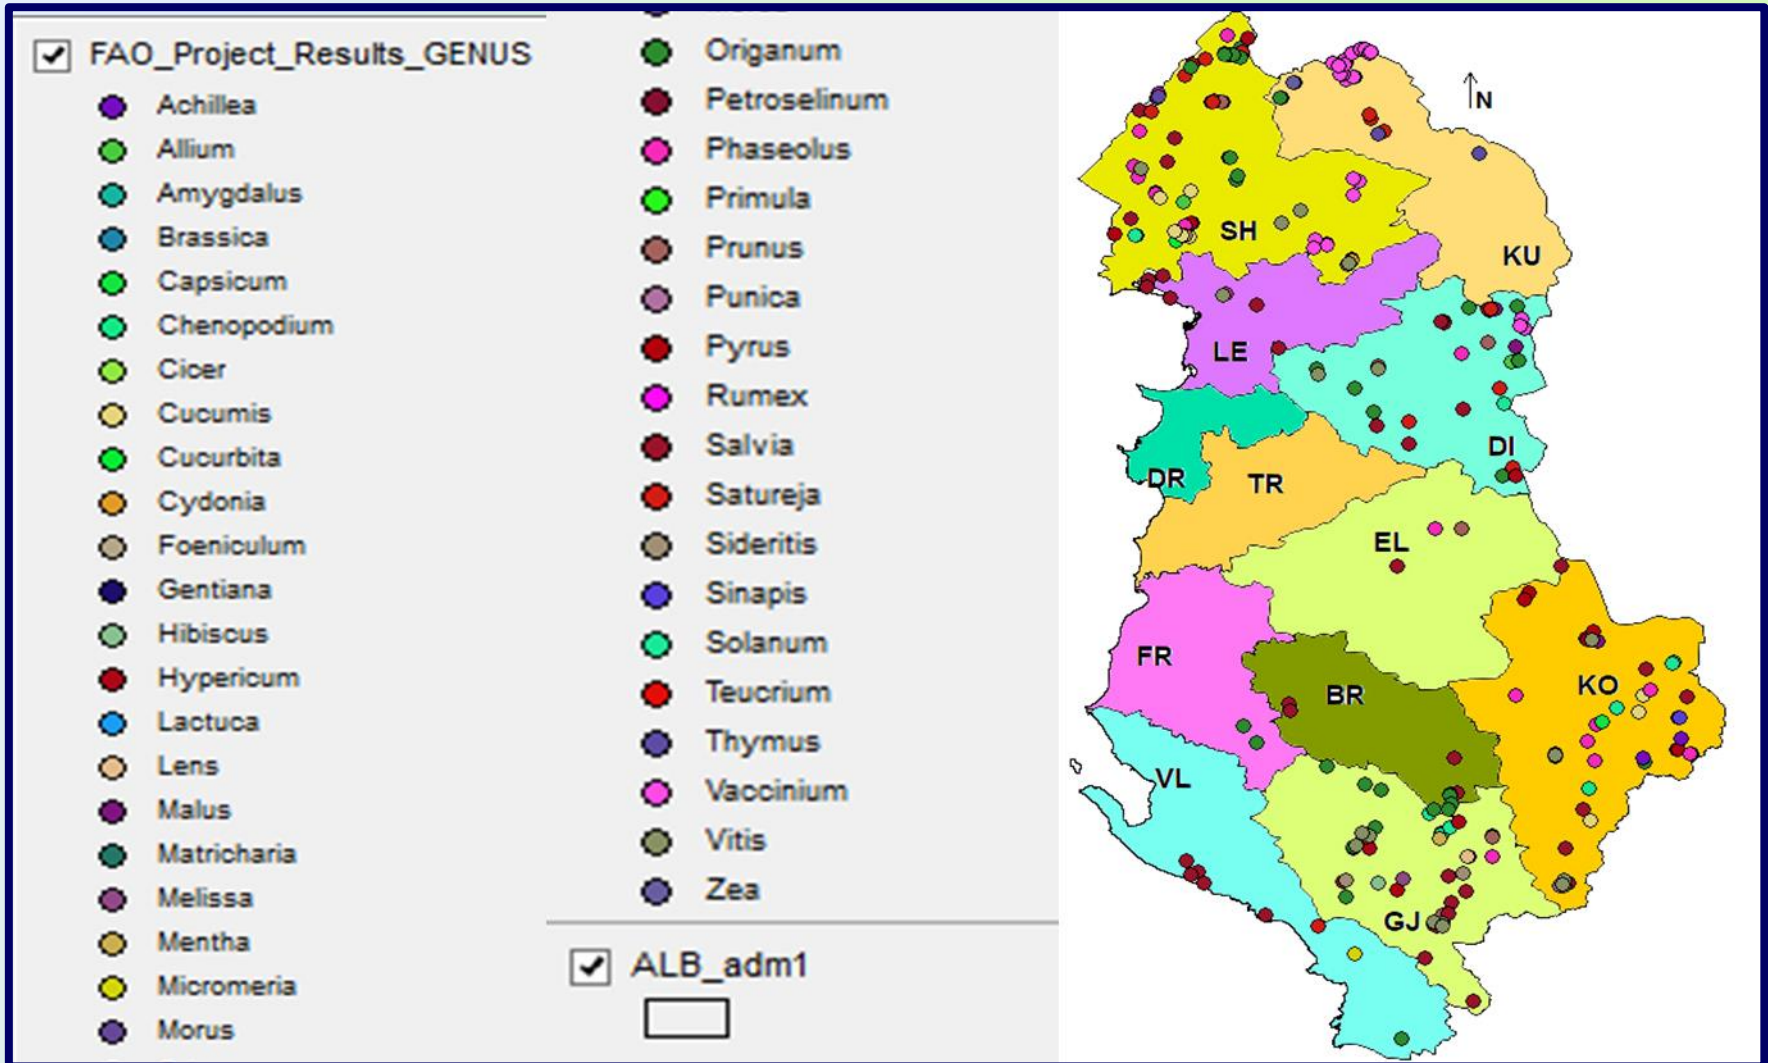 FAO_Project_Results_GENUS
Achillea
Allium
Amygdalus
Brassica
Capsicum
Chenopodium
Cicer
Cucumis
Cucurbita
Cydonia
Foeniculum
Gentiana
Hibiscus
Hypericum
Lactuca
Lens
Malus
Matricharia
Melissa
Mentha
Micromeria
Morus
Origanum
Petroselinum
Phaseolus
Primula
Prunus
Punica
Pyrus
Rumex
Salvia
Satureja
Sideritis
Sinapis
Solanum
Teucrium
Thymus
Vaccinium
Vitis
Zea
ALB_adm1
N
SH
KU
LE
DI
DR
TR
EL
FR
BR
KO
VL
GJ